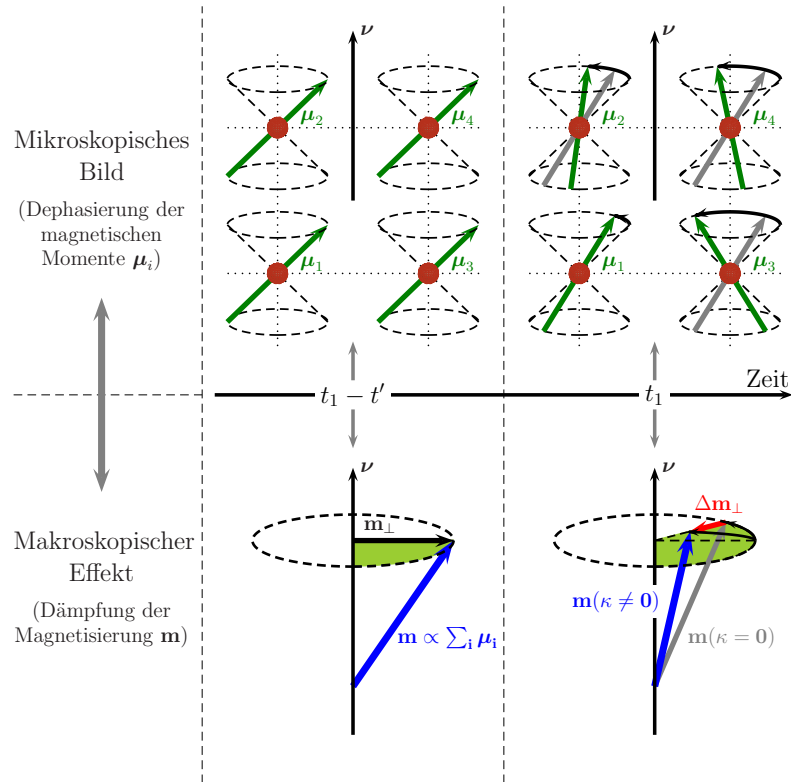 ν
ν
μ₂
μ₄
μ₂
μ₄
Mikroskopisches
Bild
(Dephasierung der
magnetischen
Momente μᵢ)
μ₁
μ₃
μ₁
μ₃
Zeit
t₁ − t′
t₁
ν
ν
Δm⊥
m⊥
Makroskopischer
Effekt
(Dämpfung der
Magnetisierung m)
m ∝ ∑ᵢ μᵢ
m(κ ≠ 0)
m(κ = 0)